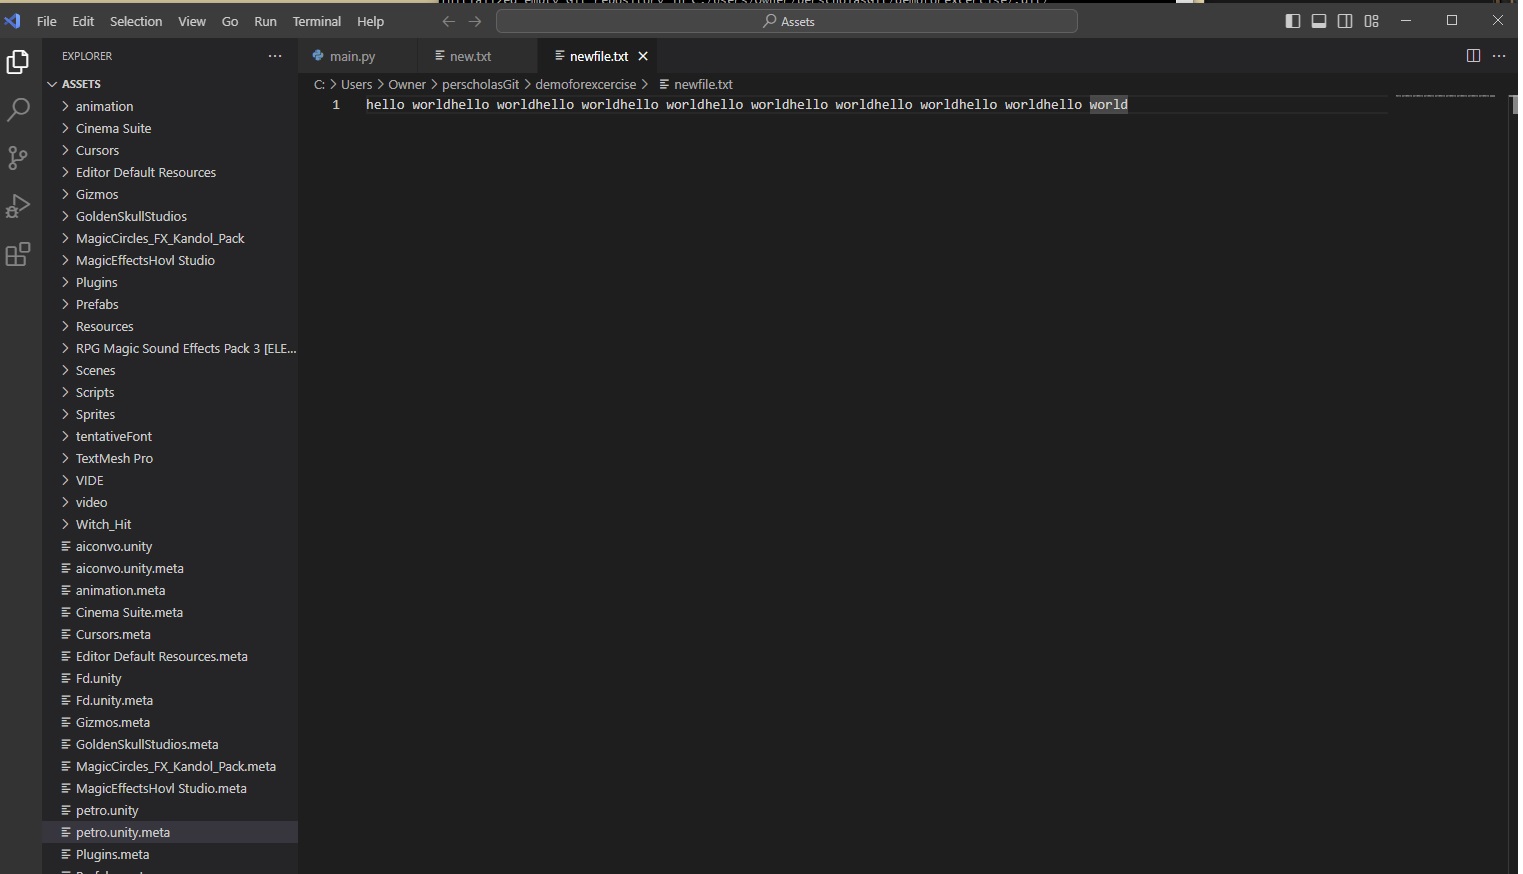 File Edit Selection View Go Run Terminal Help
Assets
EXPLORER
ASSETS
animation
Cinema Suite
Cursors
Editor Default Resources
Gizmos
GoldenSkullStudios
MagicCircles_FX_Kandol_Pack
MagicEffectsHovl Studio
Plugins
Prefabs
Resources
RPG Magic Sound Effects Pack 3 [ELE...
Scenes
Scripts
Sprites
tentativeFont
TextMesh Pro
VIDE
video
Witch_Hit
aiconvo.unity
aiconvo.unity.meta
animation.meta
Cinema Suite.meta
Cursors.meta
Editor Default Resources.meta
Fd.unity
Fd.unity.meta
Gizmos.meta
GoldenSkullStudios.meta
MagicCircles_FX_Kandol_Pack.meta
MagicEffectsHovl Studio.meta
petro.unity
petro.unity.meta
Plugins.meta
main.py new.txt newfile.txt
C: > Users > Owner > perscholasGit > demoforexcercise > newfile.txt
1 hello worldhello worldhello worldhello worldhello worldhello worldhello worldhello worldhello world